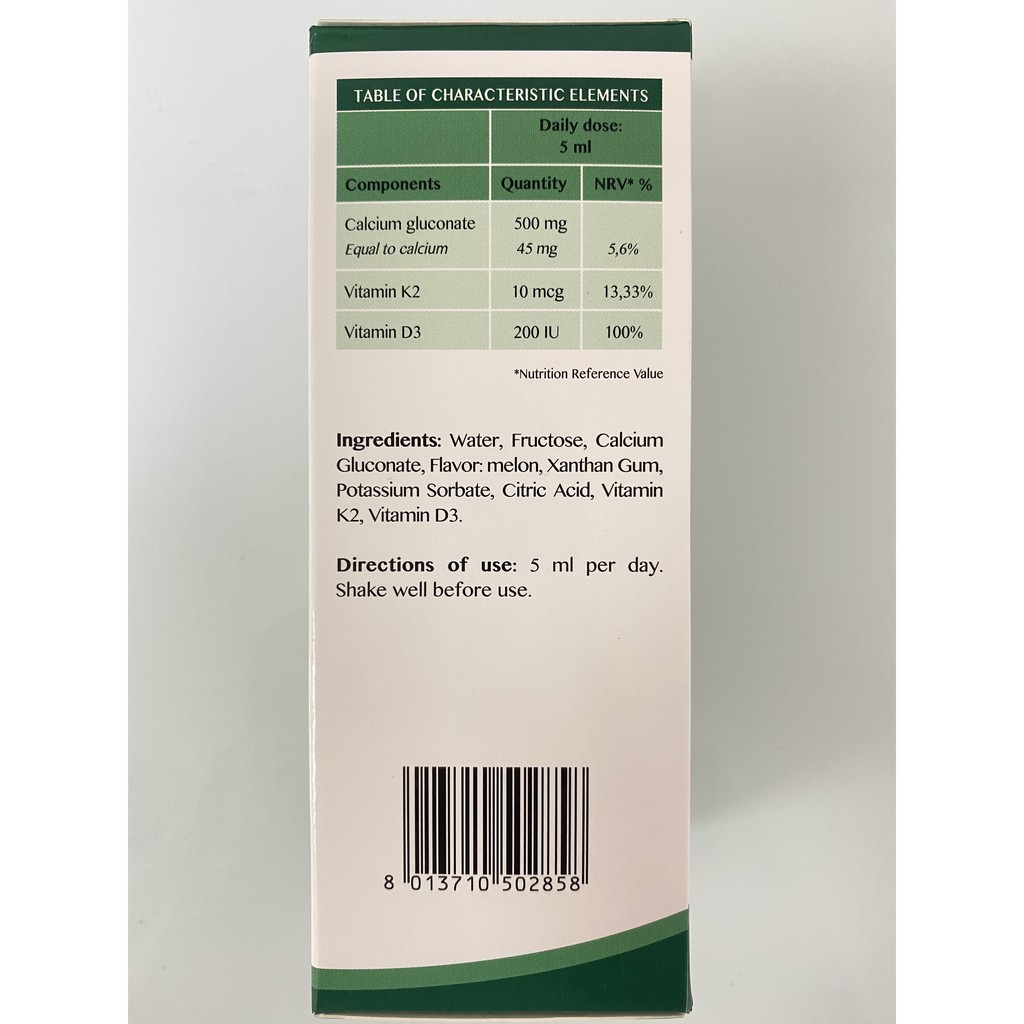 TABLE OF CHARACTERISTIC ELEMENTS
Daily dose:
5 ml
Components Quantity NRV* %
Calcium gluconate 500 mg
Equal to calcium 45 mg 5,6%
Vitamin K2 10 mcg 13,33%
Vitamin D3 200 IU 100%
*Nutrition Reference Value
Ingredients: Water, Fructose, Calcium
Gluconate, Flavor: melon, Xanthan Gum,
Potassium Sorbate, Citric Acid, Vitamin
K2, Vitamin D3.
Directions of use: 5 ml per day.
Shake well before use.
8 013710 502858